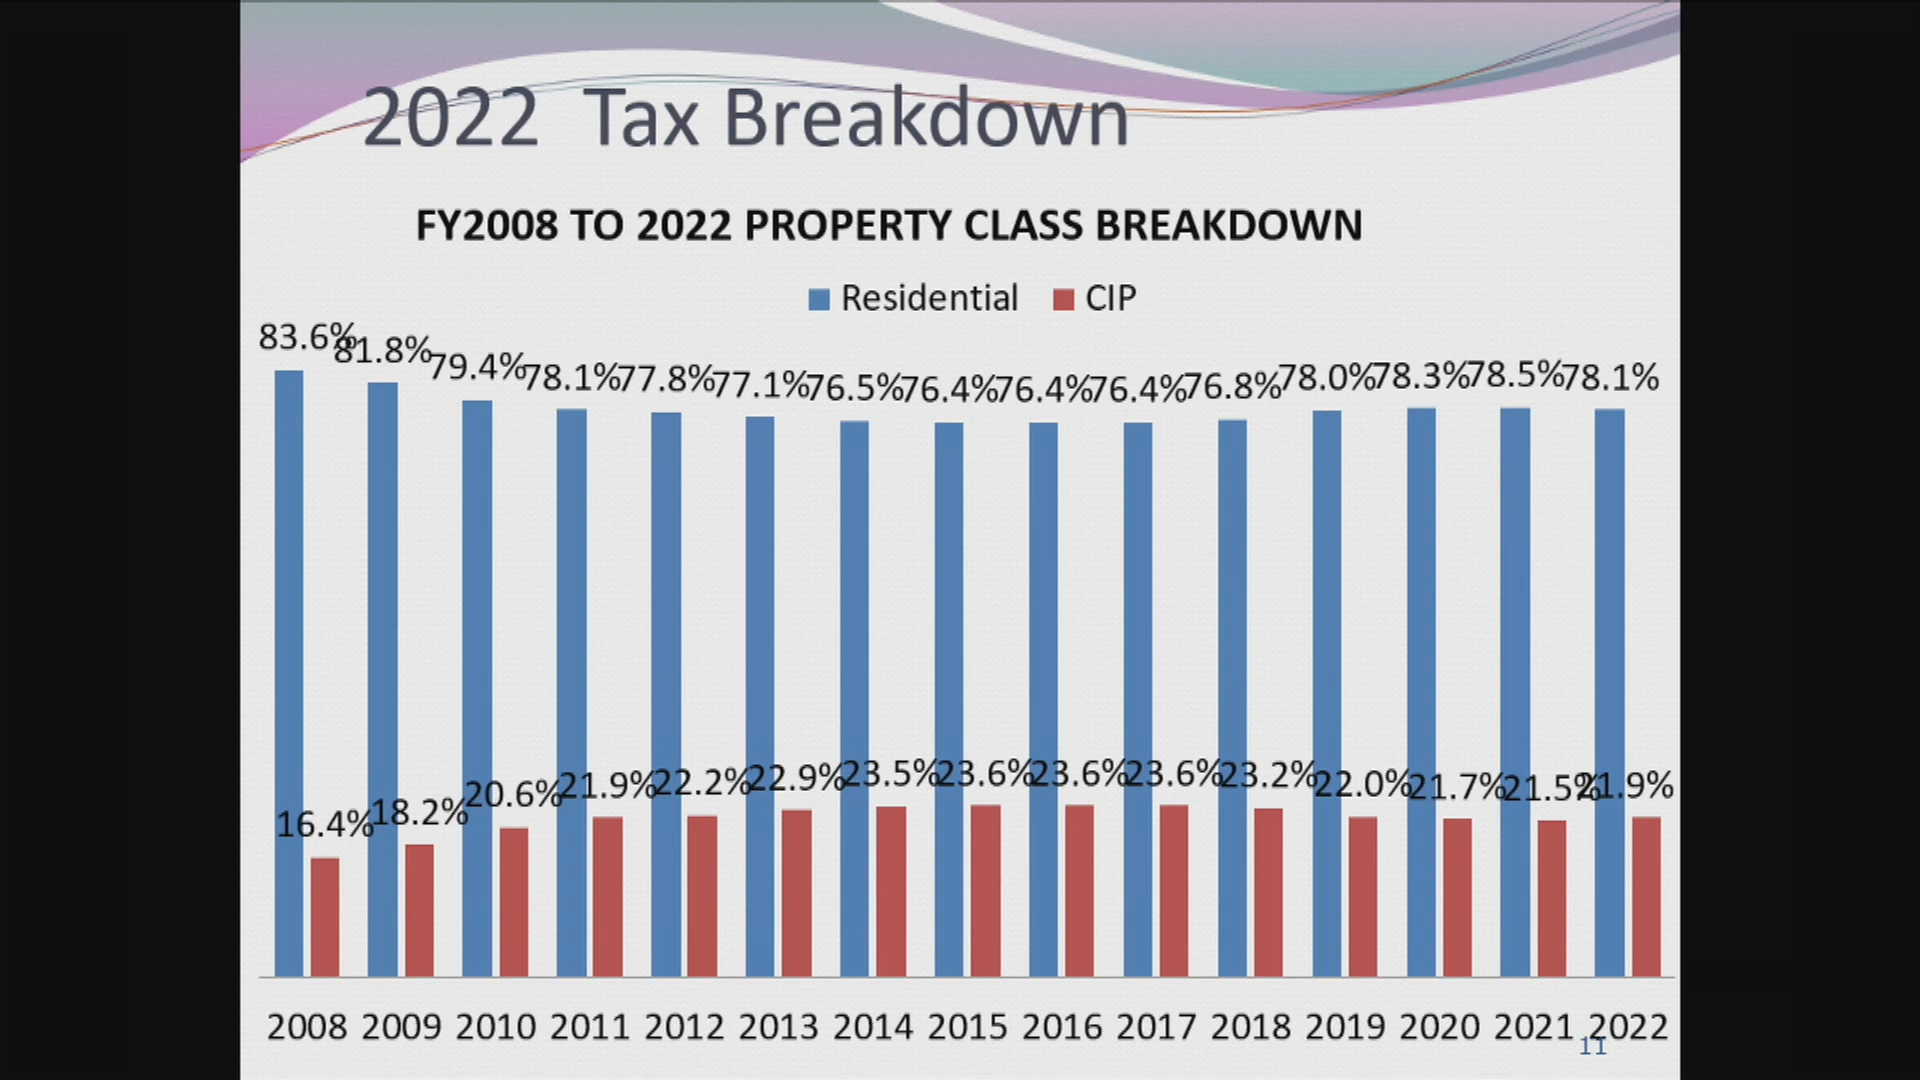 2022 Tax Breakdown
FY2008 TO 2022 PROPERTY CLASS BREAKDOWN
Residential CIP
83.6% 81.8% 79.4% 78.1% 77.8% 77.1% 76.5% 76.4% 76.4% 76.4% 76.8% 78.0% 78.3% 78.5% 78.1%
16.4% 18.2% 20.6% 21.9% 22.2% 22.9% 23.5% 23.6% 23.6% 23.6% 23.2% 22.0% 21.7% 21.5% 21.9%
2008 2009 2010 2011 2012 2013 2014 2015 2016 2017 2018 2019 2020 2021 2022
11